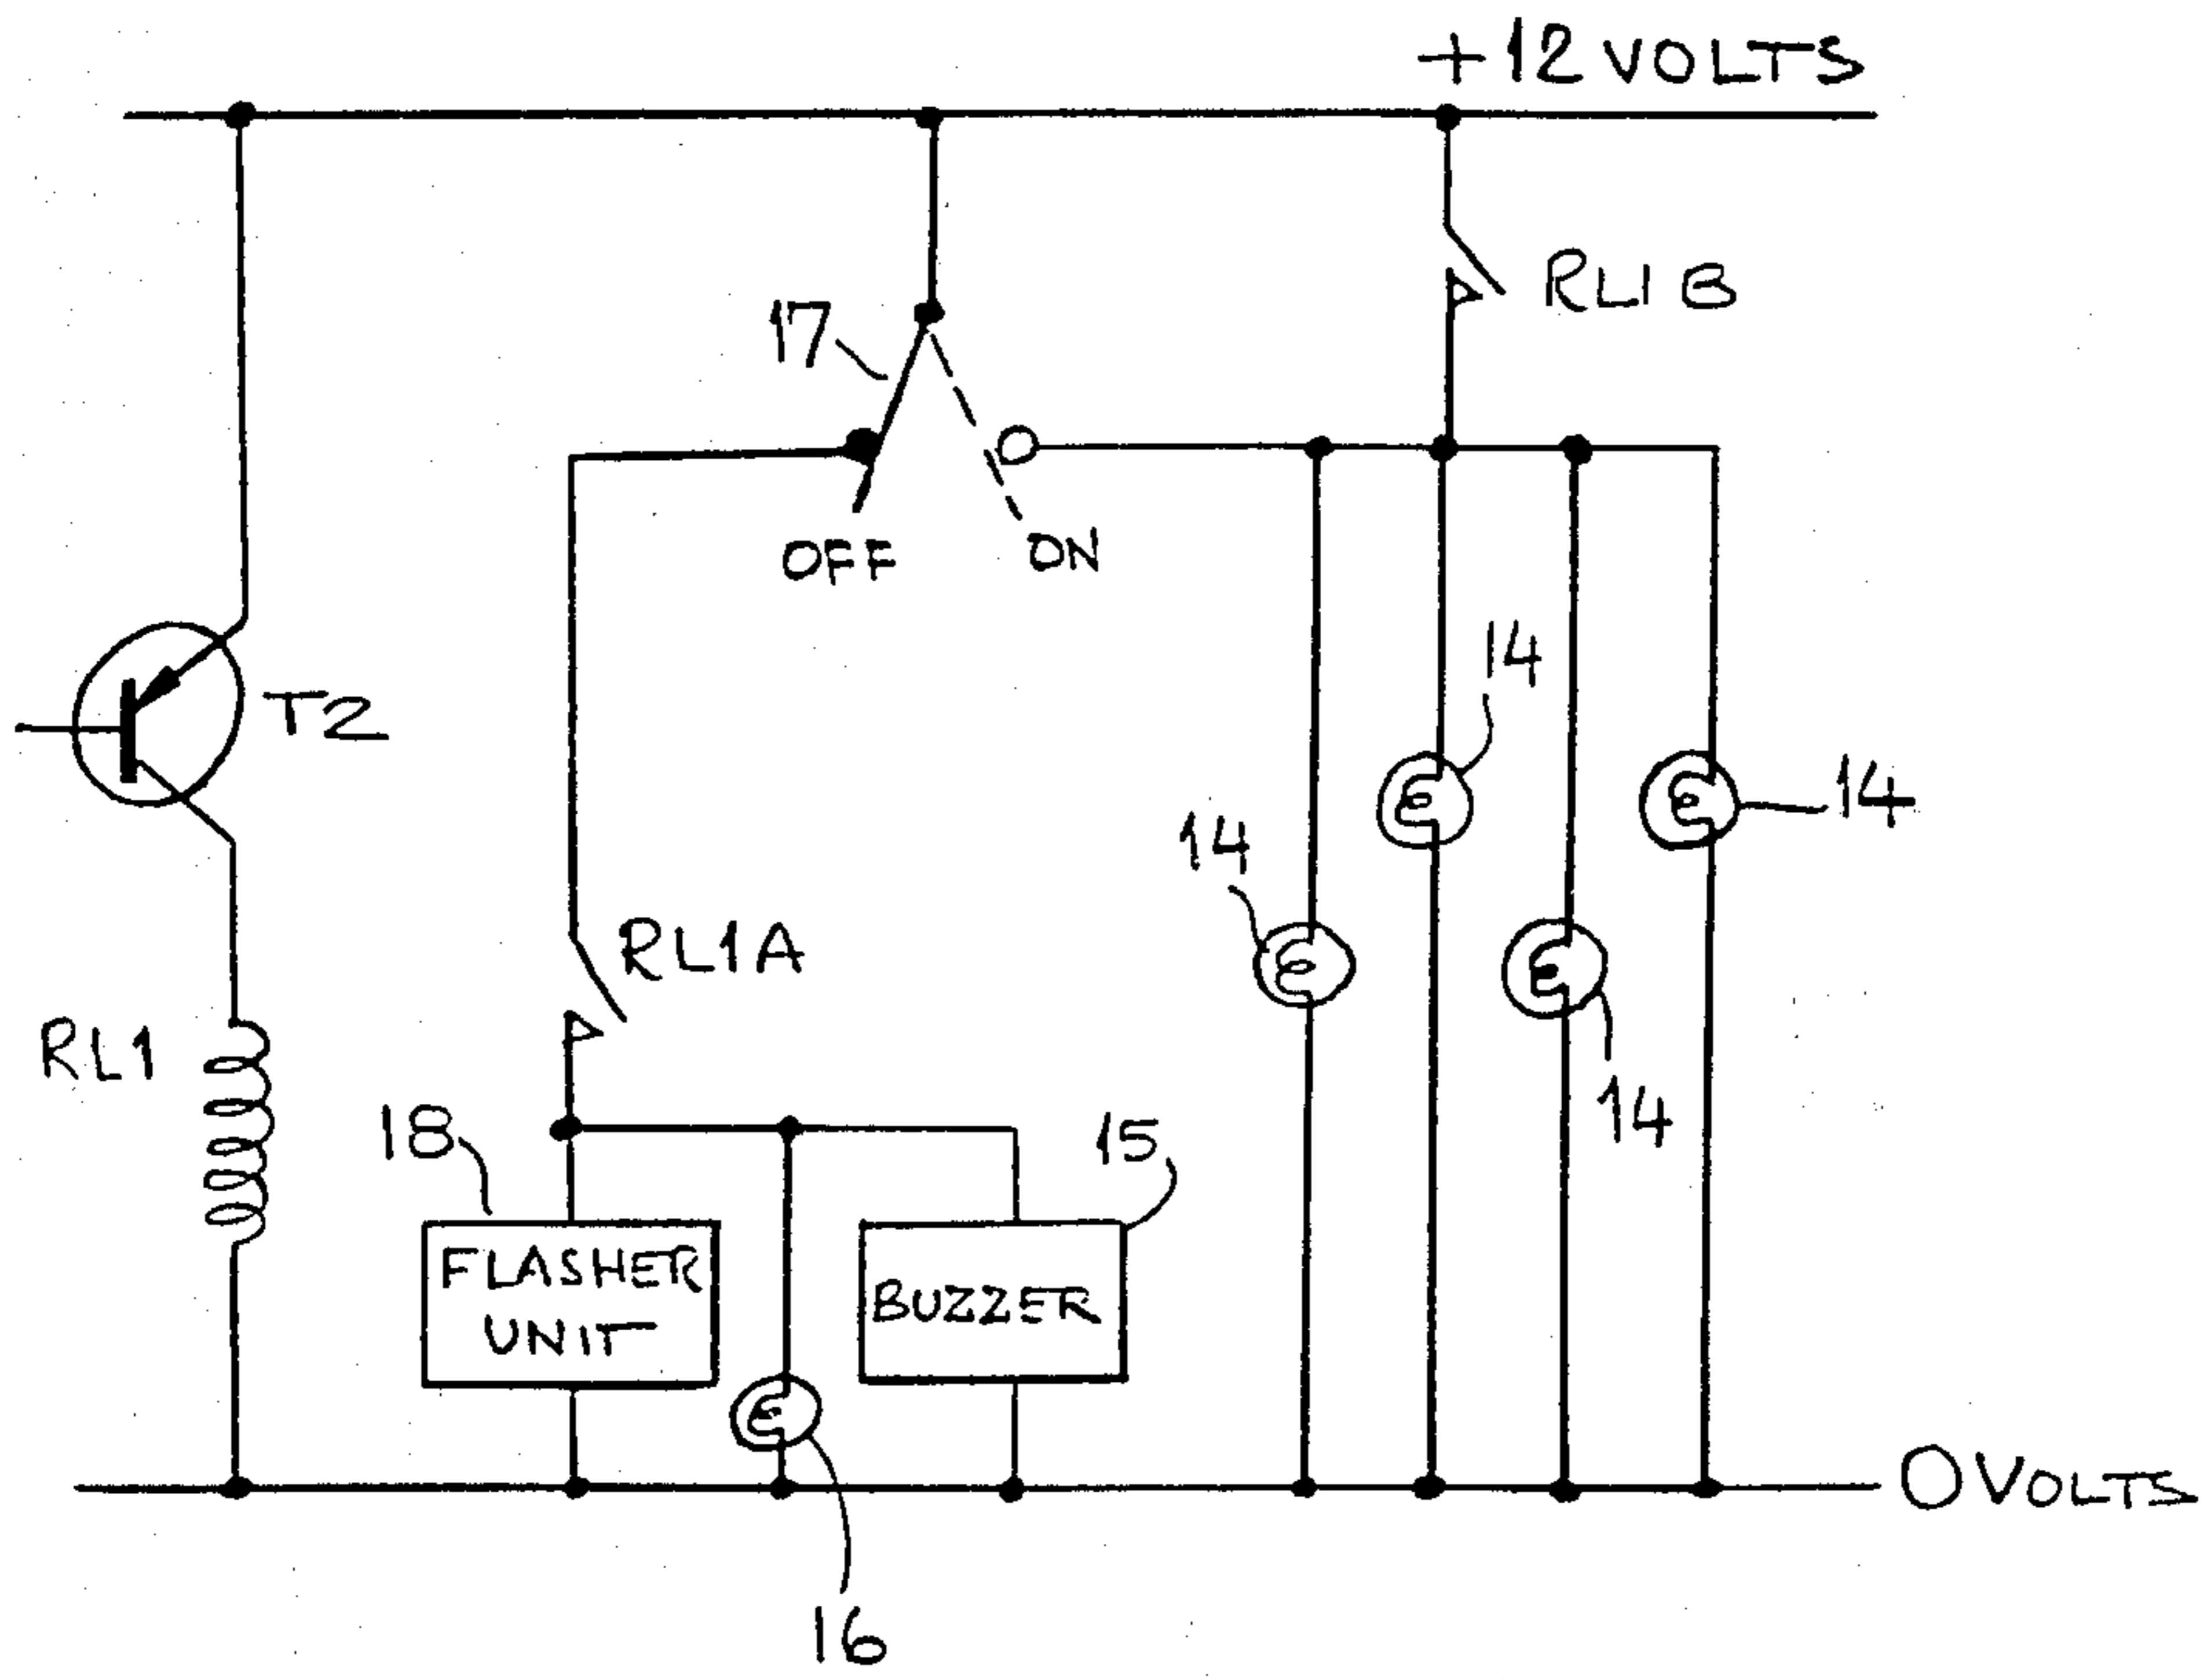 +12 VOLTS
RL1B
17
OFF
ON
14
T2
14
14
RL1A
RL1
18
15
14
FLASHER
UNIT
BUZZER
0 VOLTS
16